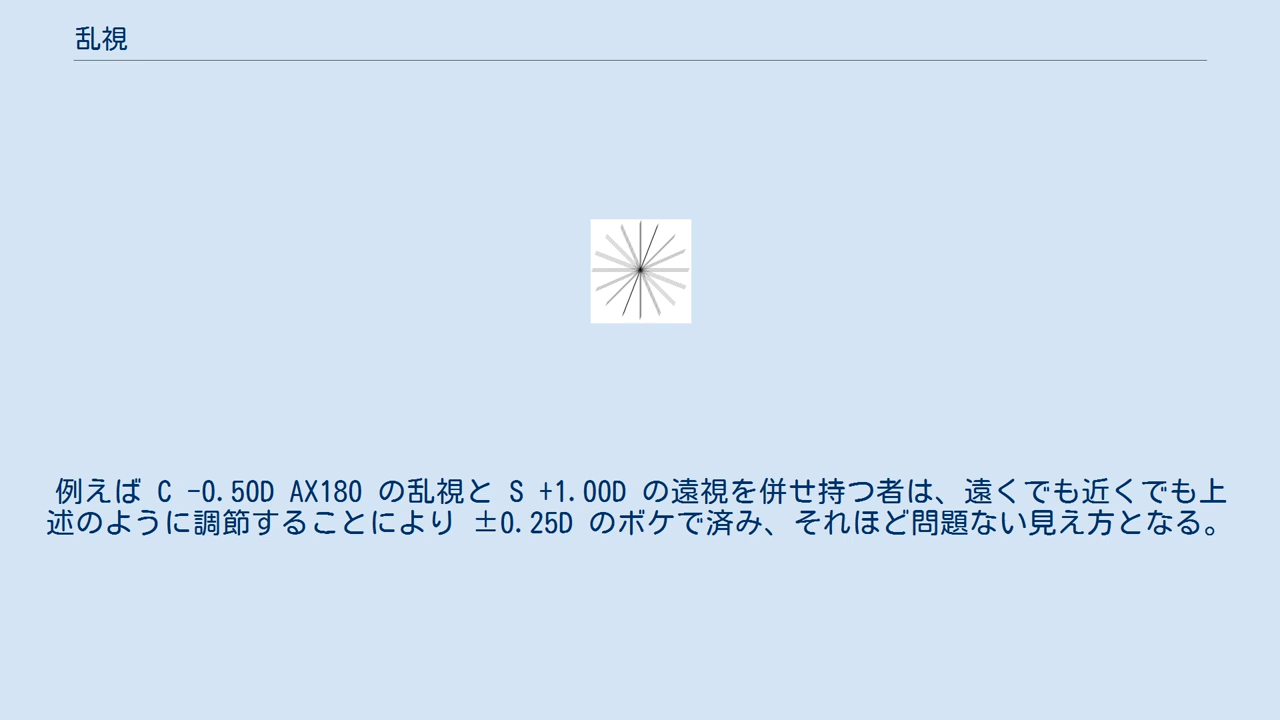 乱視
例えば C -0.50D AX180 の乱視と S +1.00D の遠視を併せ持つ者は、遠くでも近くでも上
述のように調節することにより ±0.25D のボケで済み、それほど問題ない見え方となる。